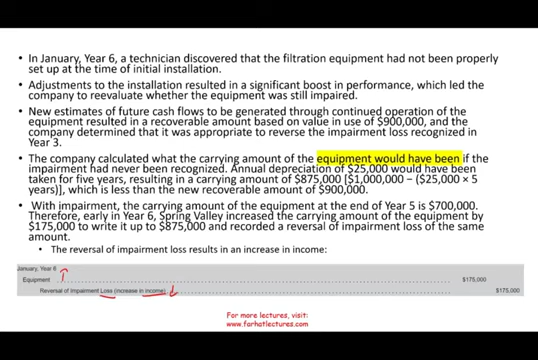 • In January, Year 6, a technician discovered that the filtration equipment had not been properly
set up at the time of initial installation.
• Adjustments to the installation resulted in a significant boost in performance, which led the
company to reevaluate whether the equipment was still impaired.
• New estimates of future cash flows to be generated through continued operation of the
equipment resulted in a recoverable amount based on value in use of $900,000, and
the company determined that it was appropriate to reverse the impairment loss recognized in
Year 3.
• The company calculated what the carrying amount of the equipment would have been if the
impairment had never been recognized. Annual depreciation of $25,000 would have been
taken for five years, resulting in a carrying amount of $875,000 [$1,000,000 − ($25,000 × 5
years)], which is less than the new recoverable amount of $900,000.
• With impairment, the carrying amount of the equipment at the end of Year 5 is $700,000.
Therefore, early in Year 6, Spring Valley increased the carrying amount of the equipment by
$175,000 to write it up to $875,000 and recorded a reversal of impairment loss of the same
amount.
• The reversal of impairment loss results in an increase in income:
January, Year 6
Equipment $175,000
Reversal of Impairment Loss (increase in income) $175,000
For more lectures, visit:
www.farhatlectures.com